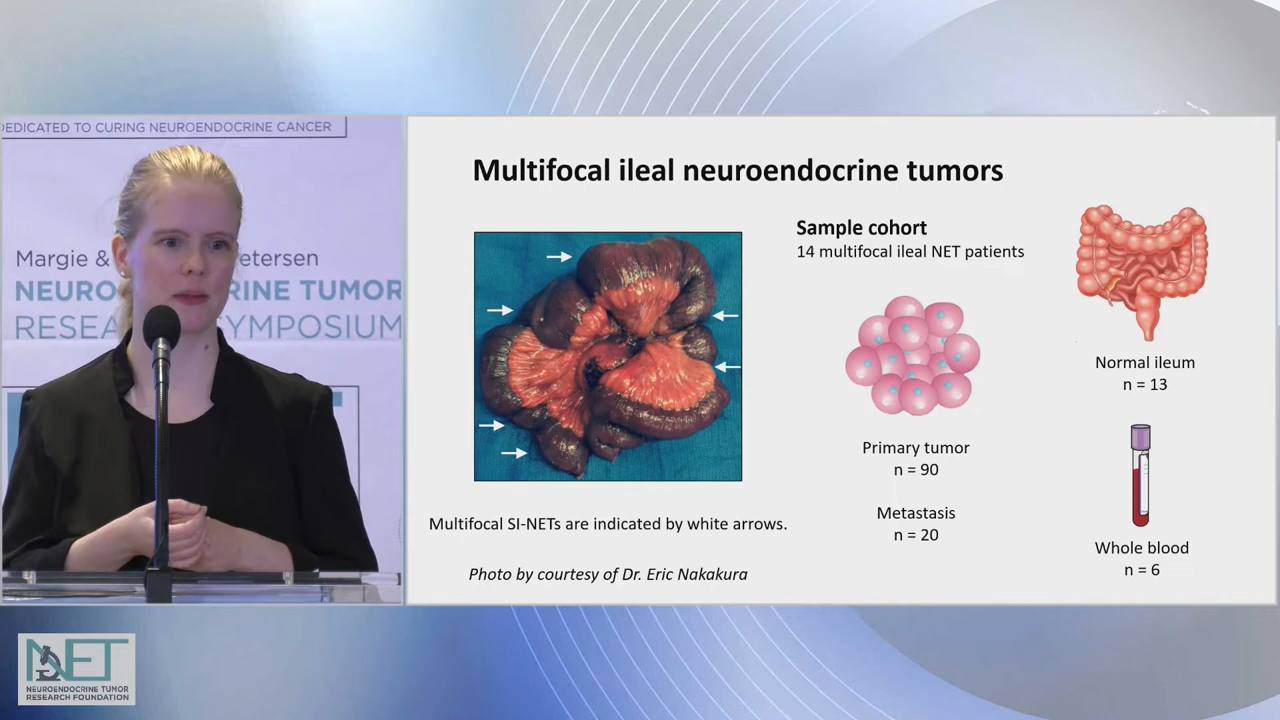 DEDICATED TO CURING NEUROENDOCRINE CANCER
Margie &
etersen
NEURO
RINE TUMOR
RESEA
YMPOSIUM
Multifocal ileal neuroendocrine tumors
Sample cohort
14 multifocal ileal NET patients
Normal ileum
n = 13
Primary tumor
n = 90
Metastasis
n = 20
Whole blood
n = 6
Multifocal SI-NETs are indicated by white arrows.
Photo by courtesy of Dr. Eric Nakakura
NET
NEUROENDOCRINE TUMOR
RESEARCH FOUNDATION